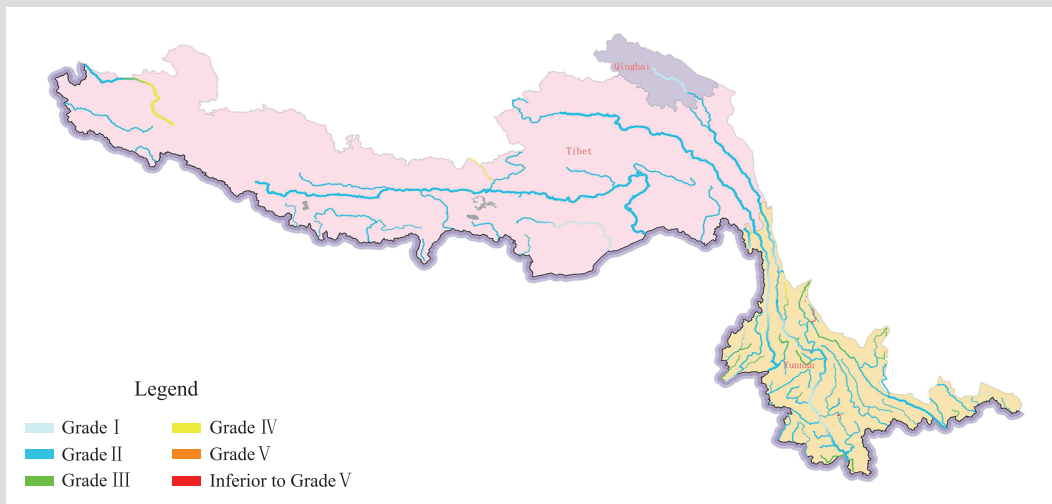 Qinghai
Tibet
Yunnan
Legend
Grade Ⅰ
Grade Ⅱ
Grade Ⅲ
Grade Ⅳ
Grade Ⅴ
Inferior to Grade Ⅴ